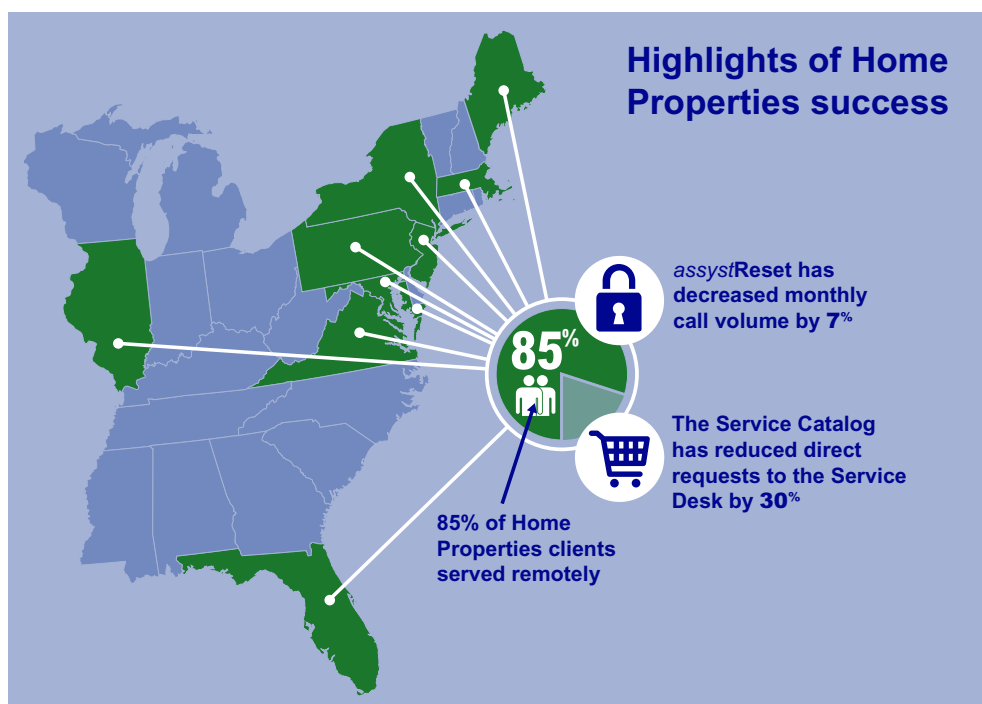 Highlights of Home
Properties success
assystReset has
decreased monthly
call volume by 7%
85%
The Service Catalog
has reduced direct
requests to the Service
Desk by 30%
85% of Home
Properties clients
served remotely